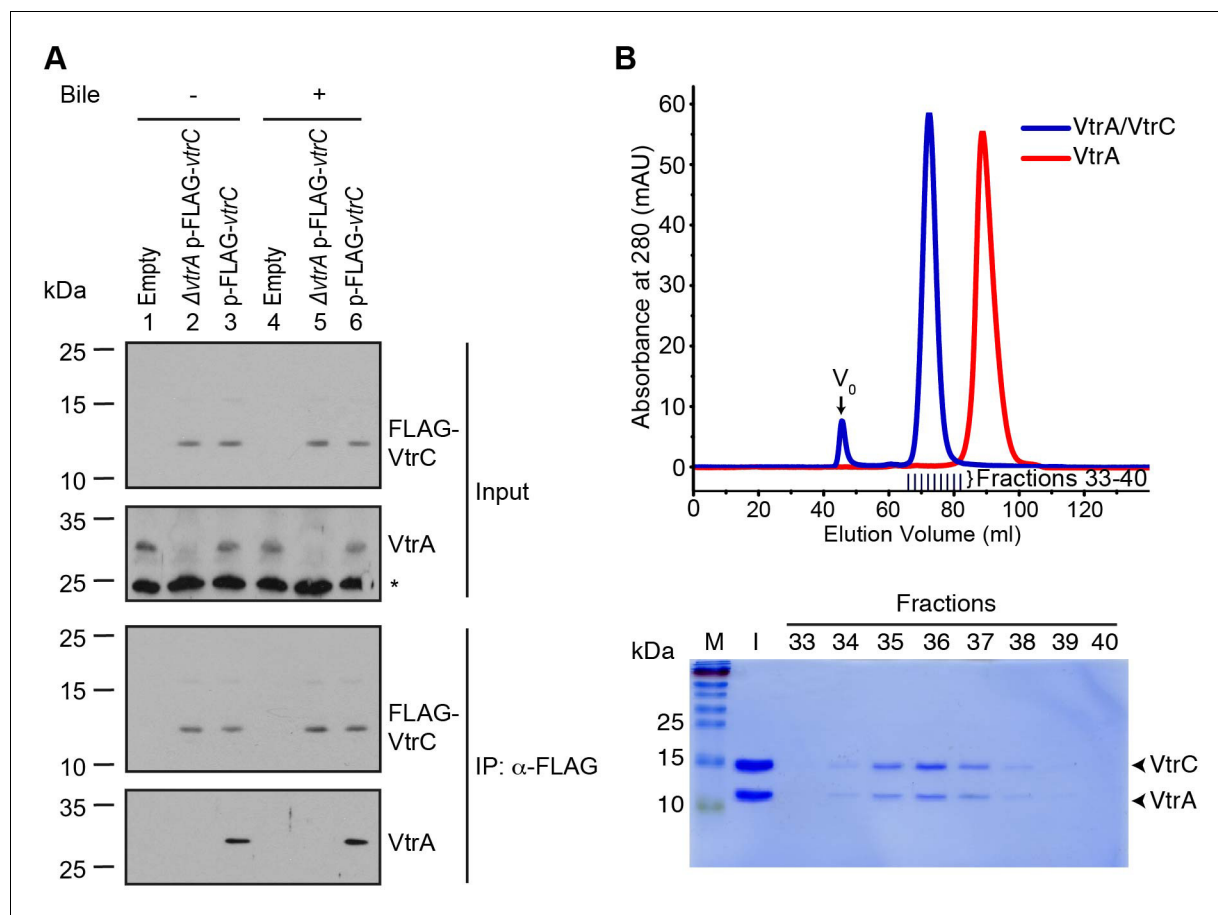 A
Bile - +
Empty ΔvtrA p-FLAG-vtrC p-FLAG-vtrC Empty ΔvtrA p-FLAG-vtrC p-FLAG-vtrC
kDa
1 2 3 4 5 6
25
15
10
FLAG-
VtrC
35
25
VtrA
*
Input
25
15
10
FLAG-
VtrC
35
25
VtrA
IP: α-FLAG
B
Absorbance at 280 (mAU)
60
50
40
30
20
10
0
VtrA/VtrC
VtrA
V0
}Fractions 33-40
0 20 40 60 80 100 120
Elution Volume (ml)
Fractions
kDa M I 33 34 35 36 37 38 39 40
25
15
10
VtrC
VtrA